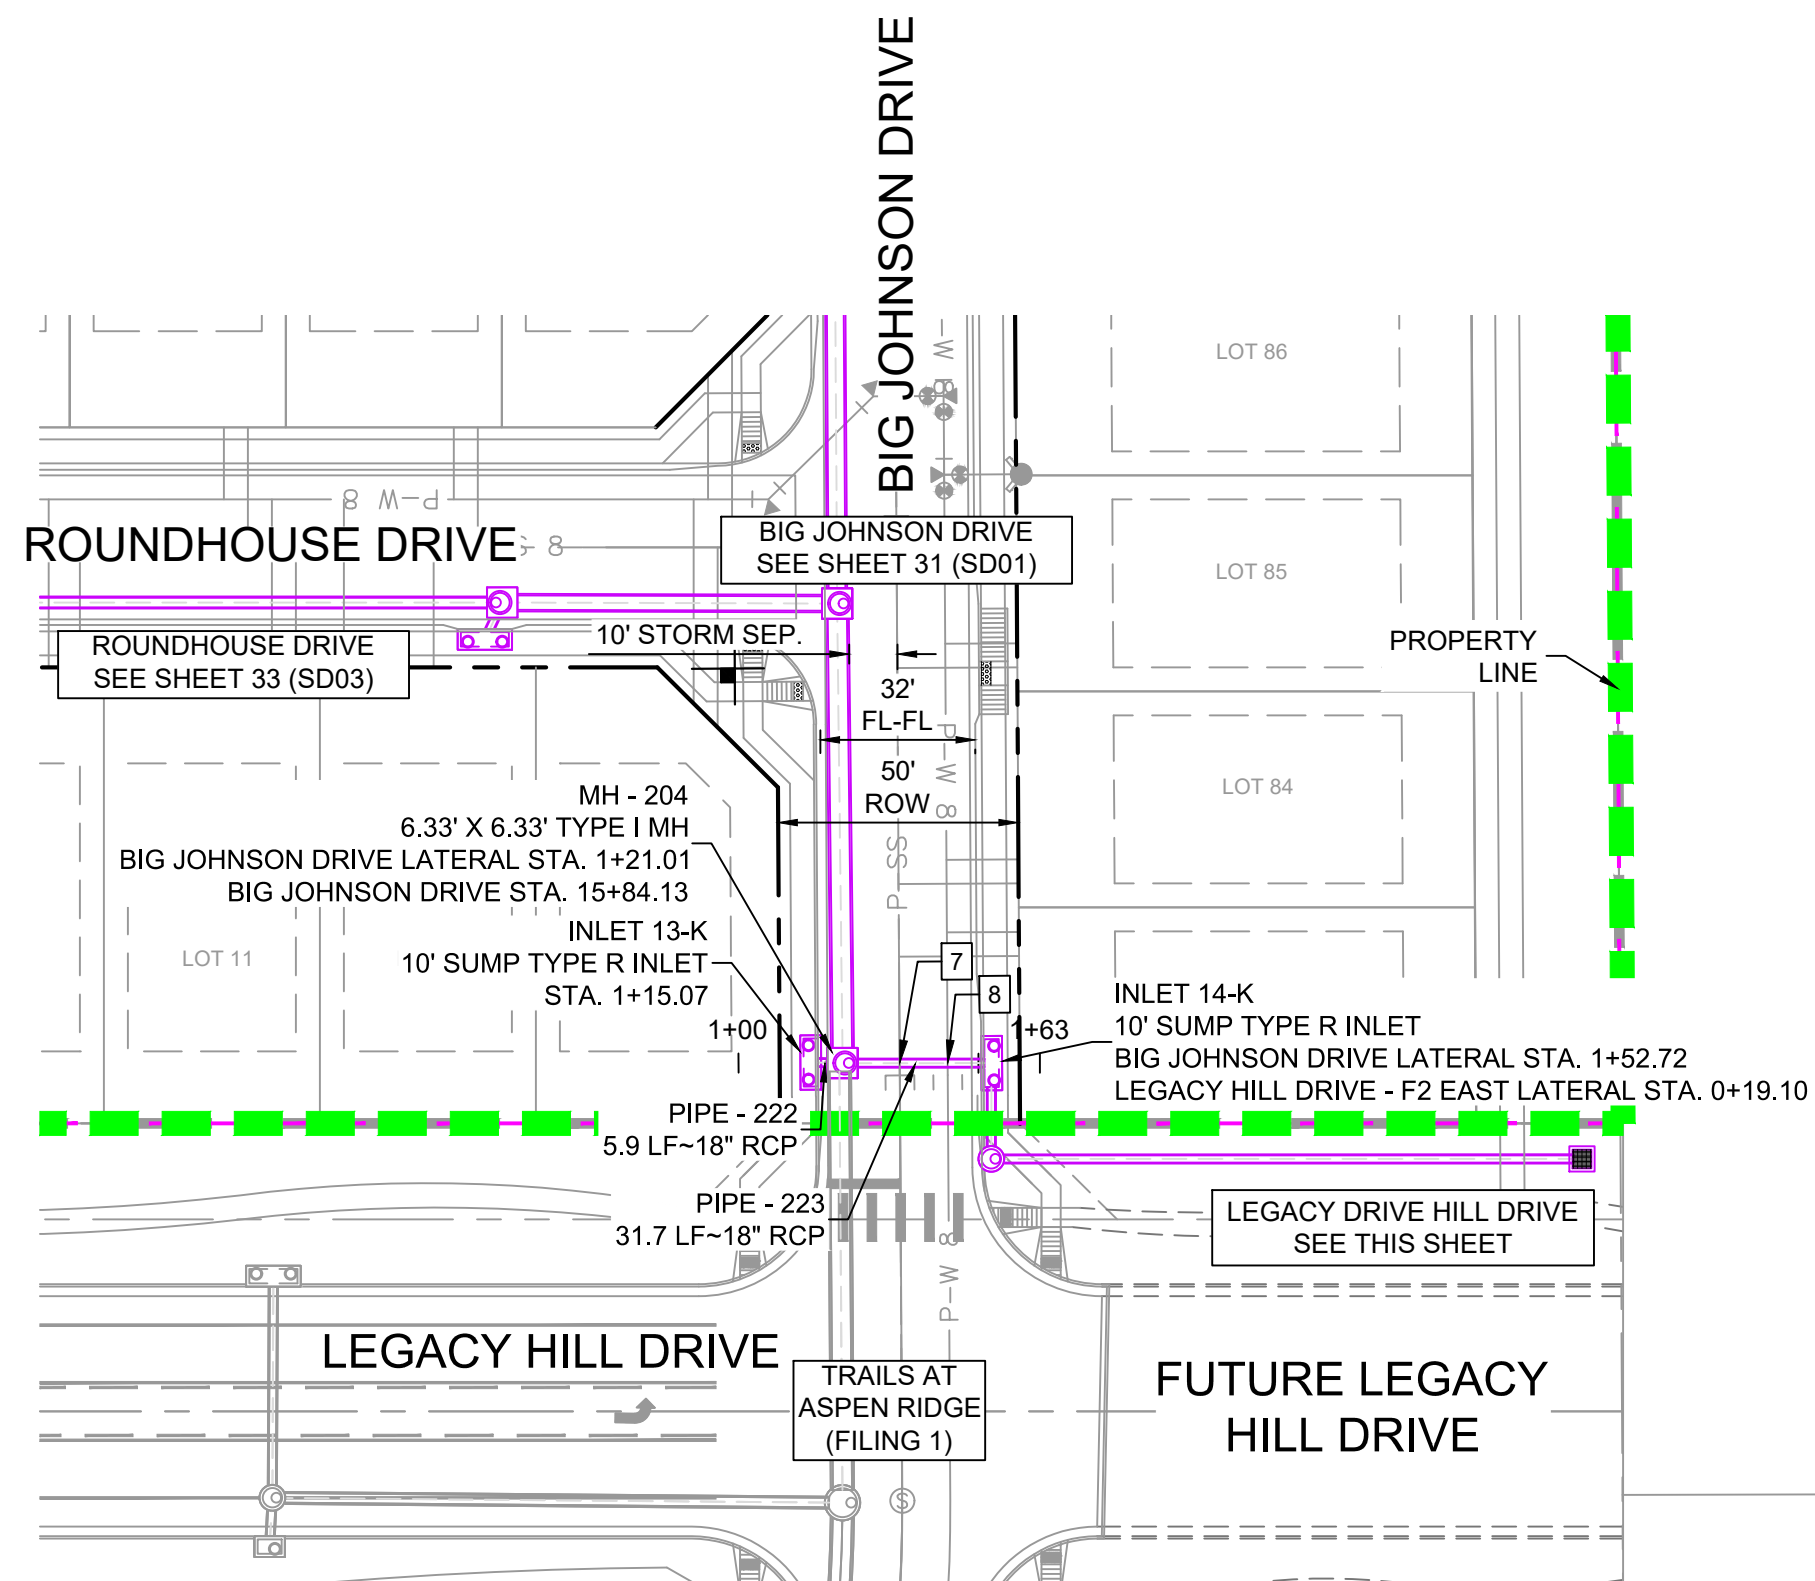 BIG JOHNSON DRIVE
LOT 86
P-W 8
P-W 8
ROUNDHOUSE DRIVE
S 8
BIG JOHNSON DRIVE
SEE SHEET 31 (SD01)
LOT 85
ROUNDHOUSE DRIVE
SEE SHEET 33 (SD03)
10' STORM SEP.
PROPERTY
LINE
32'
FL-FL
P-W 8
50'
ROW
LOT 84
MH - 204
6.33' X 6.33' TYPE I MH
BIG JOHNSON DRIVE LATERAL STA. 1+21.01
BIG JOHNSON DRIVE STA. 15+84.13
P SS
INLET 13-K
10' SUMP TYPE R INLET
STA. 1+15.07
LOT 11
7
8
1+00
1+63
INLET 14-K
10' SUMP TYPE R INLET
BIG JOHNSON DRIVE LATERAL STA. 1+52.72
LEGACY HILL DRIVE - F2 EAST LATERAL STA. 0+19.10
PIPE - 222
5.9 LF~18" RCP
PIPE - 223
31.7 LF~18" RCP
LEGACY DRIVE HILL DRIVE
SEE THIS SHEET
P-W 8
LEGACY HILL DRIVE
TRAILS AT
ASPEN RIDGE
(FILING 1)
FUTURE LEGACY
HILL DRIVE
S